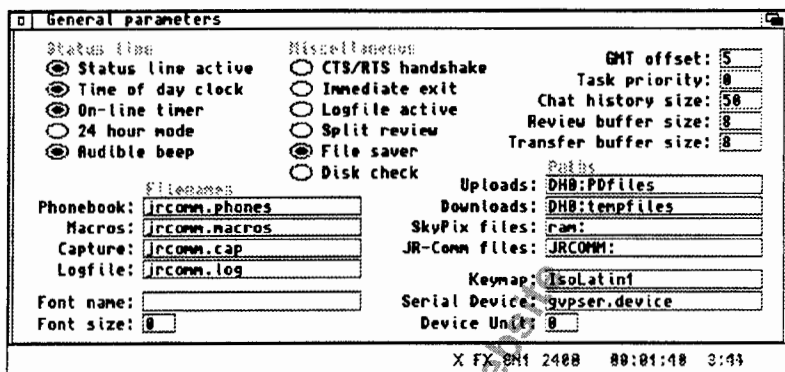 General parameters
Status line
Status line active
Time of day clock
On-line timer
24 hour mode
Audible beep
Miscellaneous
CTS/RTS handshake
Immediate exit
Logfile active
Split review
File saver
Disk check
GMT offset: 5
Task priority: 0
Chat history size: 50
Review buffer size: 8
Transfer buffer size: 8
Filenames
Phonebook: jrcomm.phones
Macros: jrcomm.macros
Capture: jrcomm.cap
Logfile: jrcomm.log
Font name:
Font size: 0
Paths
Uploads: DH0:PDfiles
Downloads: DH0:tempfiles
SkyPix files: ram:
JR-Comm files: JRCOMM:
Keymap: IsoLatin1
Serial Device: gvpser.device
Device Unit: 0
X FX 8N1 2400 00:01:40 3:44